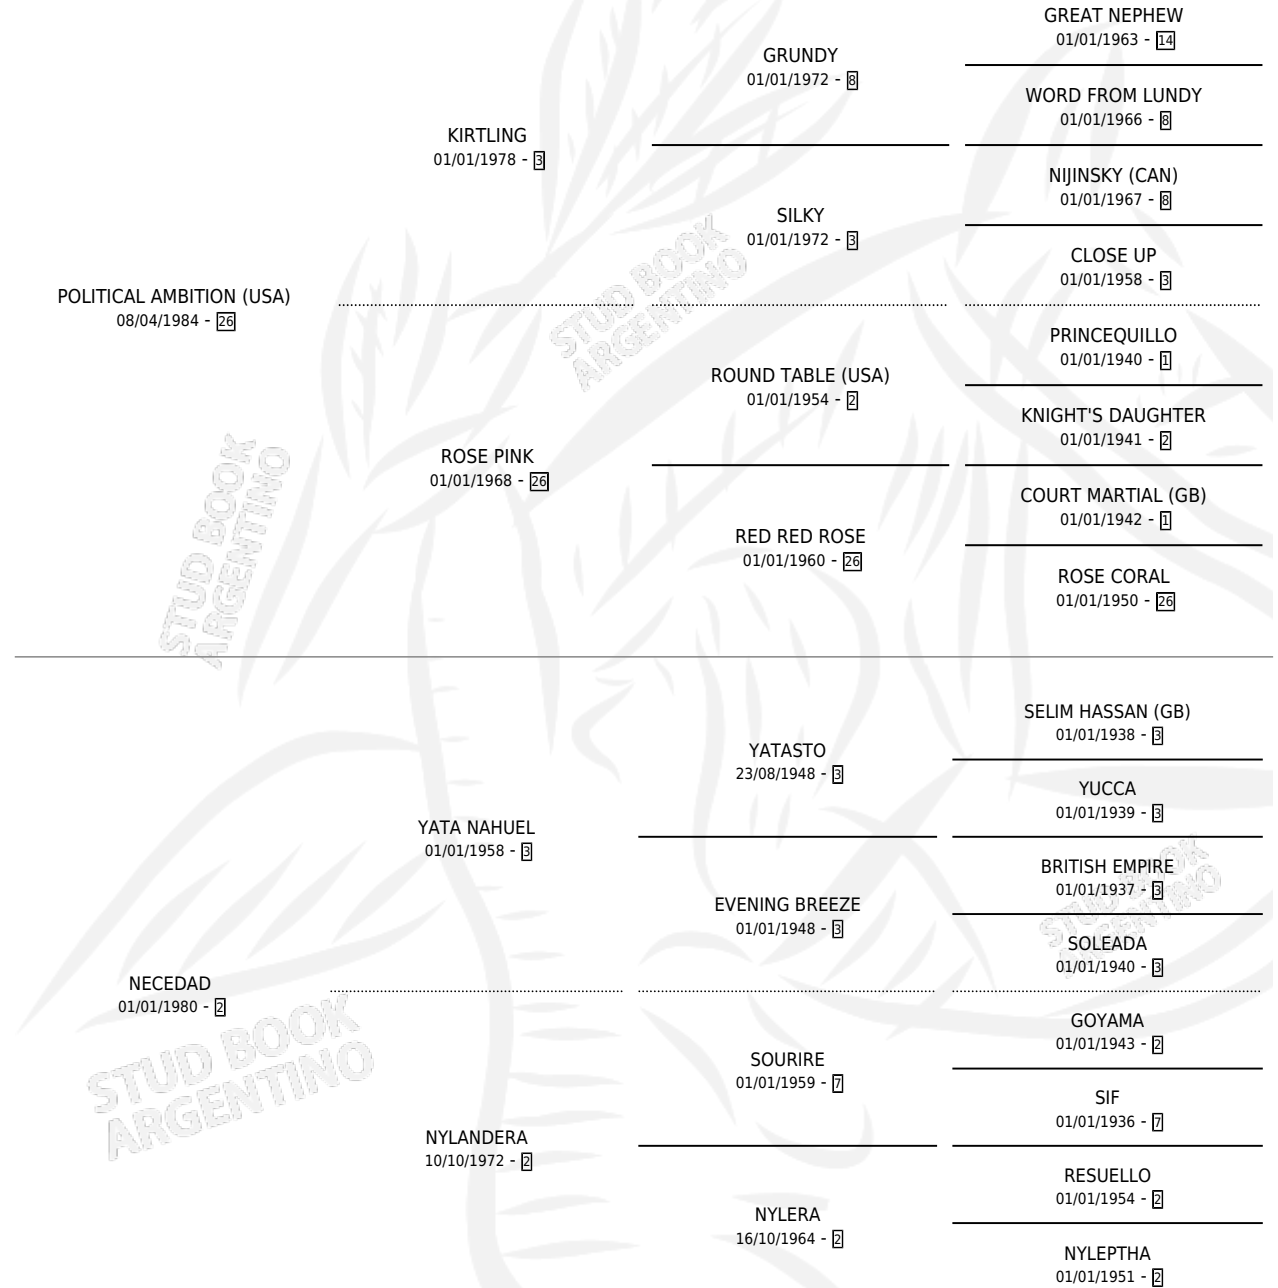 GREAT NEPHEW
01/01/1963 - 14
GRUNDY
01/01/1972 - 8
WORD FROM LUNDY
01/01/1966 - 8
KIRTLING
01/01/1978 - 3
NIJINSKY (CAN)
01/01/1967 - 8
SILKY
01/01/1972 - 3
CLOSE UP
01/01/1958 - 3
POLITICAL AMBITION (USA)
08/04/1984 - 26
PRINCEQUILLO
01/01/1940 - 1
ROUND TABLE (USA)
01/01/1954 - 2
KNIGHT'S DAUGHTER
01/01/1941 - 2
ROSE PINK
01/01/1968 - 26
COURT MARTIAL (GB)
01/01/1942 - 1
RED RED ROSE
01/01/1960 - 26
ROSE CORAL
01/01/1950 - 26
SELIM HASSAN (GB)
01/01/1938 - 3
YATASTO
23/08/1948 - 3
YUCCA
01/01/1939 - 3
YATA NAHUEL
01/01/1958 - 3
BRITISH EMPIRE
01/01/1937 - 3
EVENING BREEZE
01/01/1948 - 3
SOLEADA
01/01/1940 - 3
NECEDAD
01/01/1980 - 2
GOYAMA
01/01/1943 - 2
SOURIRE
01/01/1959 - 7
SIF
01/01/1936 - 7
NYLANDERA
10/10/1972 - 2
RESUELLO
01/01/1954 - 2
NYLERA
16/10/1964 - 2
NYLEPTHA
01/01/1951 - 2
STUD BOOK
ARGENTINO
STUD BOOK
ARGENTINO
STUD BOOK
ARGENTINO
STUD BOOK
ARGENTINO